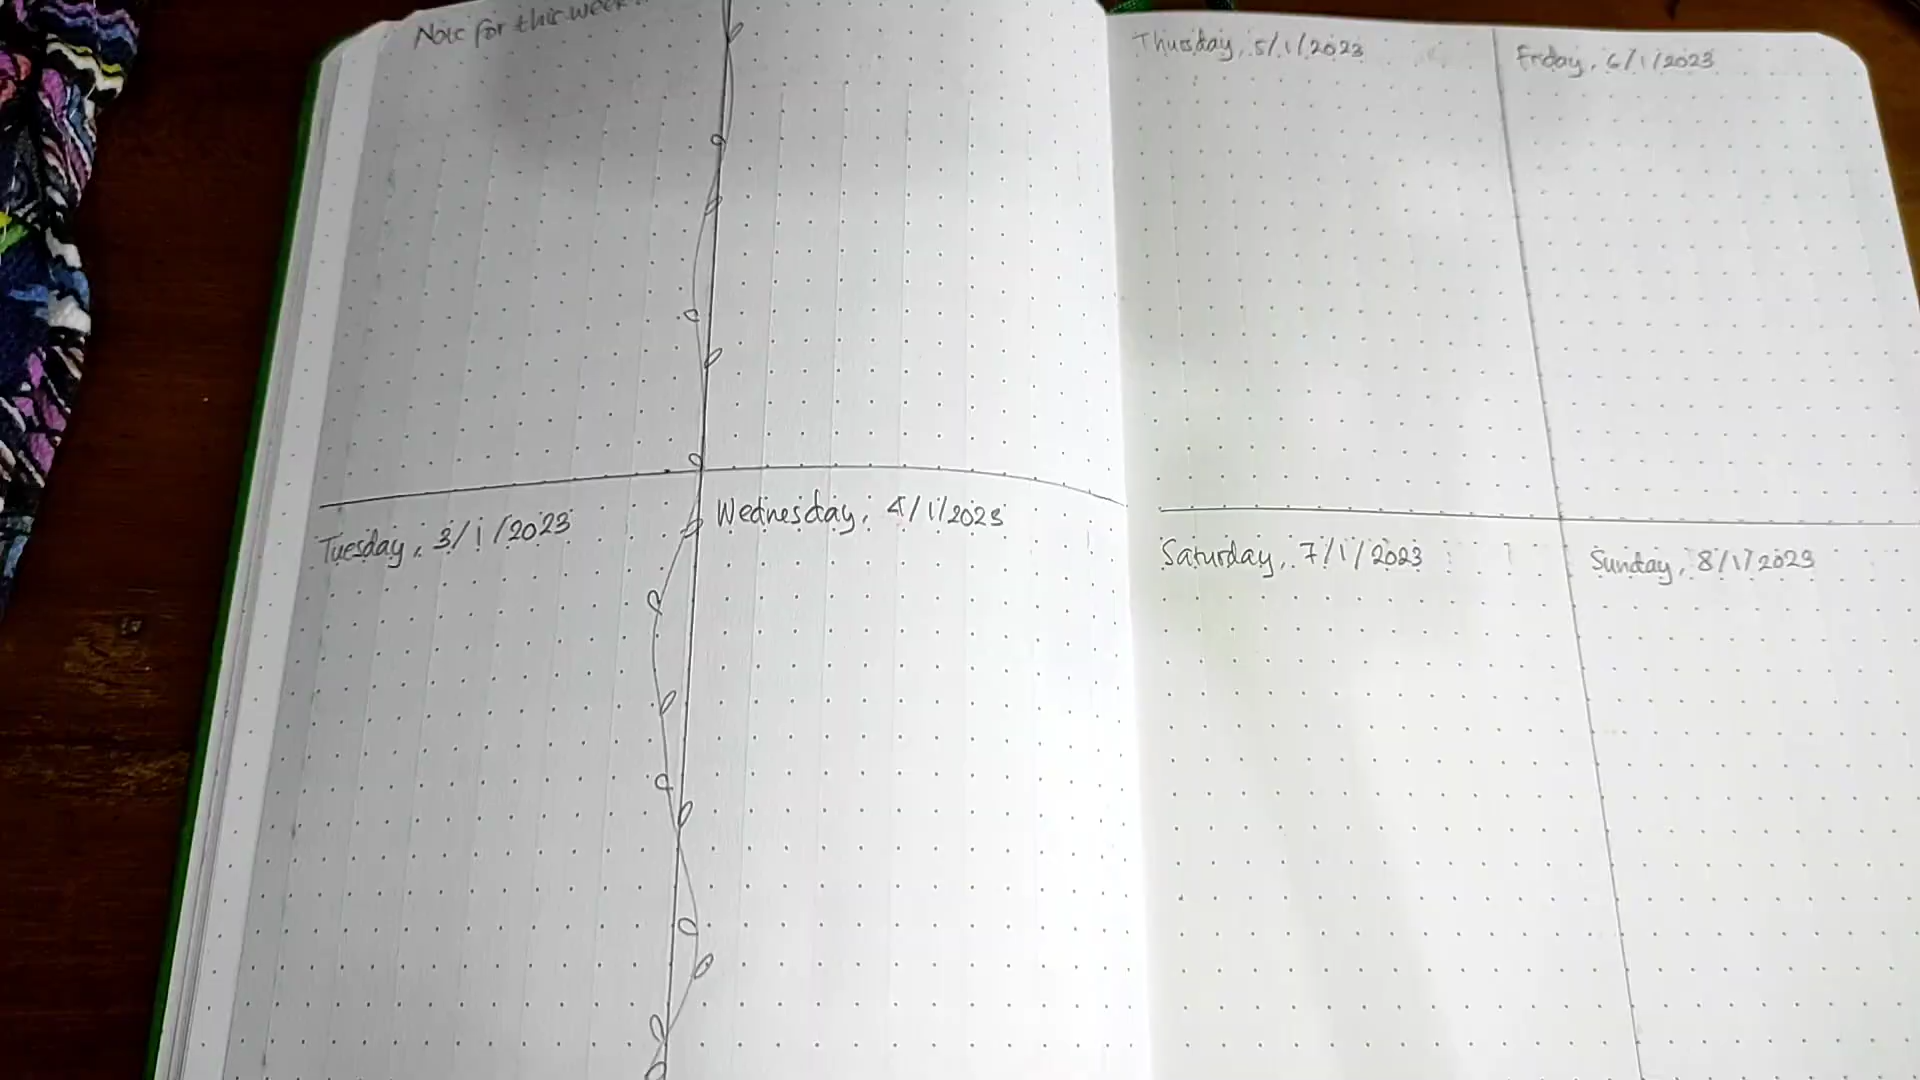 Note for this week
Tuesday, 3/1/2023
Wednesday, 4/1/2023
Thursday, 5/1/2023
Friday, 6/1/2023
Saturday, 7/1/2023
Sunday, 8/1/2023